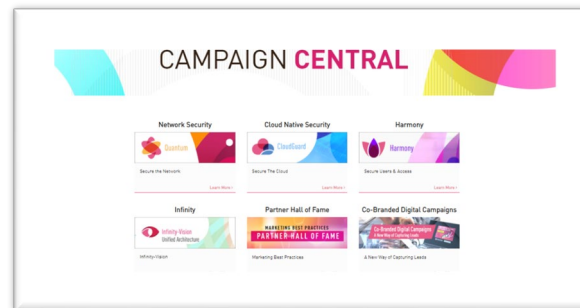 CAMPAIGN CENTRAL
Network Security
Cloud Native Security
Harmony
Quantum
CloudGuard
Harmony
Secure the Network
Secure The Cloud
Secure Users & Access
Learn More >
Learn More >
Infinity
Partner Hall of Fame
Co-Branded Digital Campaigns
Infinity-Vision
Unified Architecture
MARKETING BEST PRACTICES
PARTNER HALL OF FAME
Co-Branded Digital Campaigns
A New Way of Capturing Leads
Infinity-Vision
Marketing Best Practices
A New Way of Capturing Leads